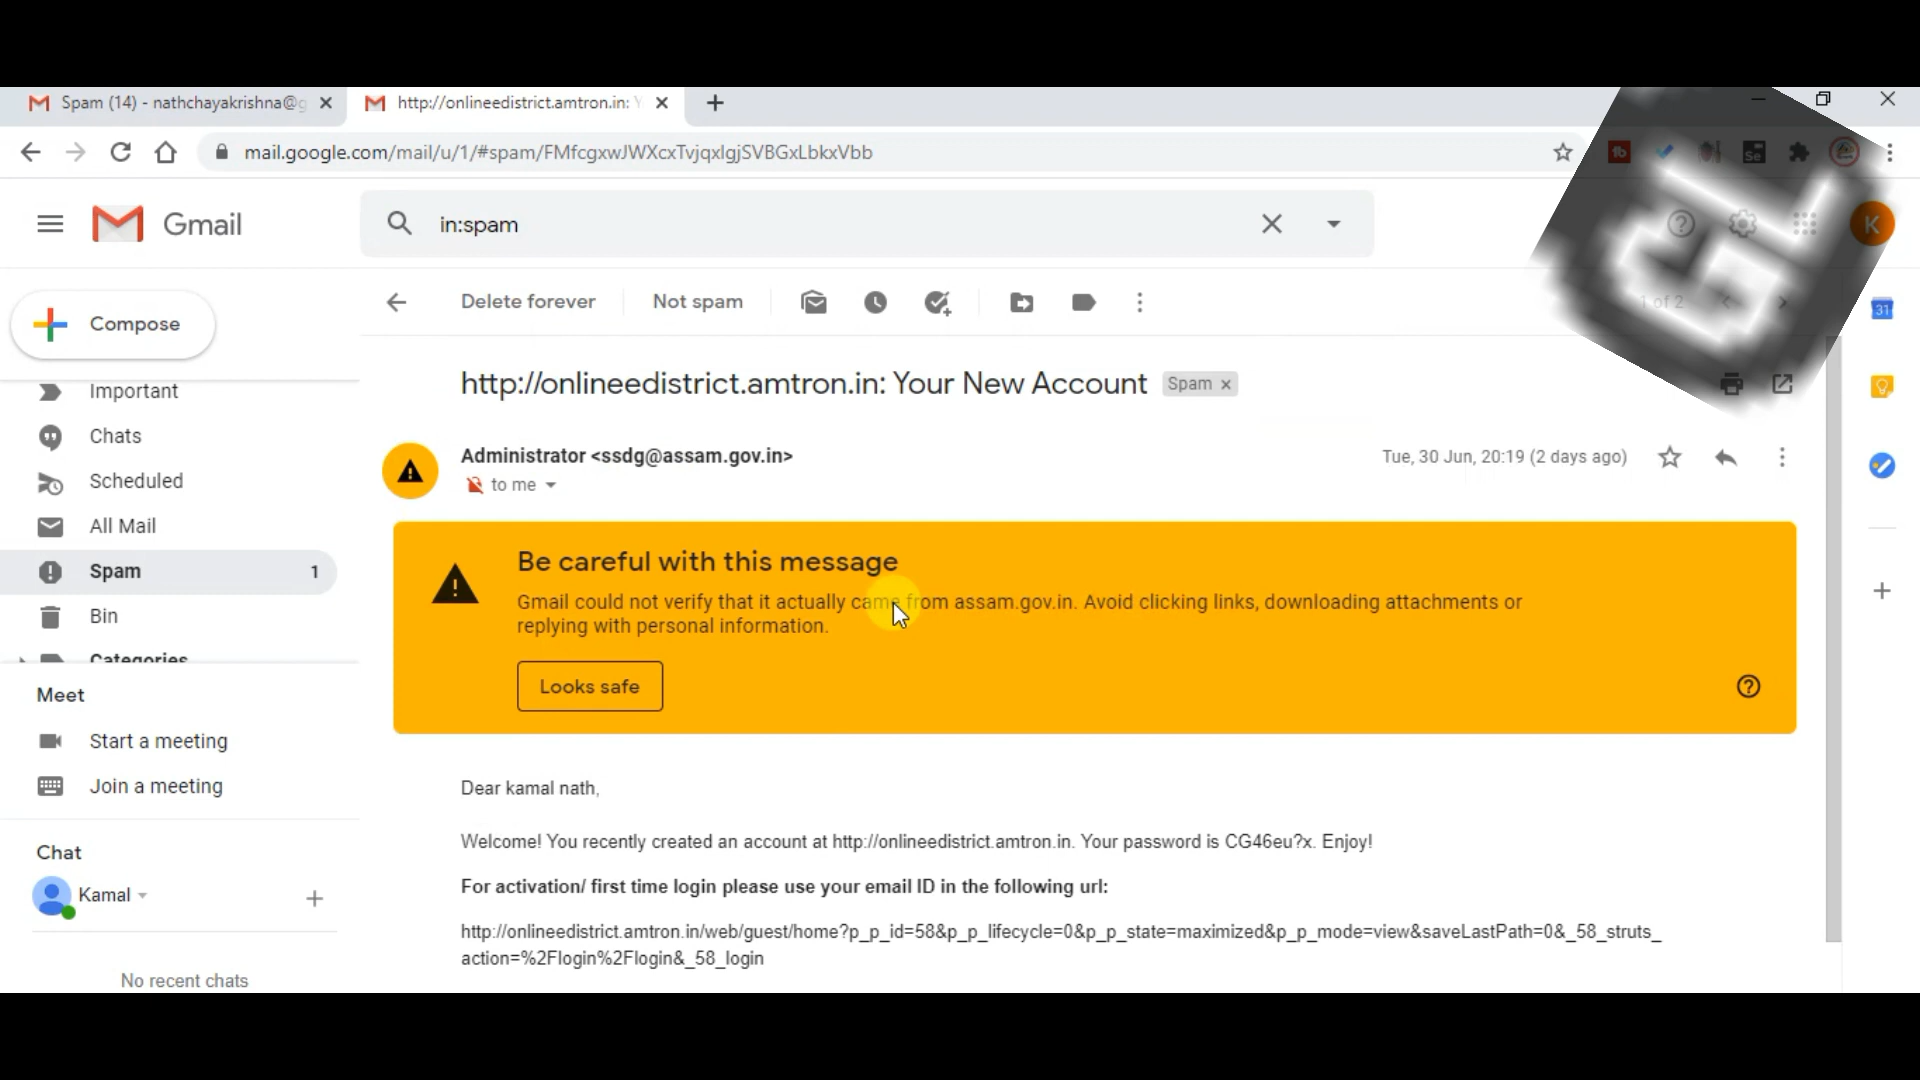 Spam (14) - nathchayakrishna@g
http://onlineedistrict.amtron.in: Y
mail.google.com/mail/u/1/#spam/FMfcgxwJWXcxTvjqxlgjSVBGxLbkxVbb
Gmail
in:spam
K
Compose
Delete forever
Not spam
1 of 2
31
Important
Chats
Scheduled
All Mail
Spam 1
Bin
Categories
Meet
Start a meeting
Join a meeting
Chat
Kamal
No recent chats
http://onlineedistrict.amtron.in: Your New Account
Spam x
Administrator <ssdg@assam.gov.in>
Tue, 30 Jun, 20:19 (2 days ago)
to me
Be careful with this message
Gmail could not verify that it actually came from assam.gov.in. Avoid clicking links, downloading attachments or
replying with personal information.
Looks safe
Dear kamal nath,
Welcome! You recently created an account at http://onlineedistrict.amtron.in. Your password is CG46eu?x. Enjoy!
For activation/ first time login please use your email ID in the following url:
http://onlineedistrict.amtron.in/web/guest/home?p_p_id=58&p_p_lifecycle=0&p_p_state=maximized&p_p_mode=view&saveLastPath=0&_58_struts_
action=%2Flogin%2Flogin&_58_login